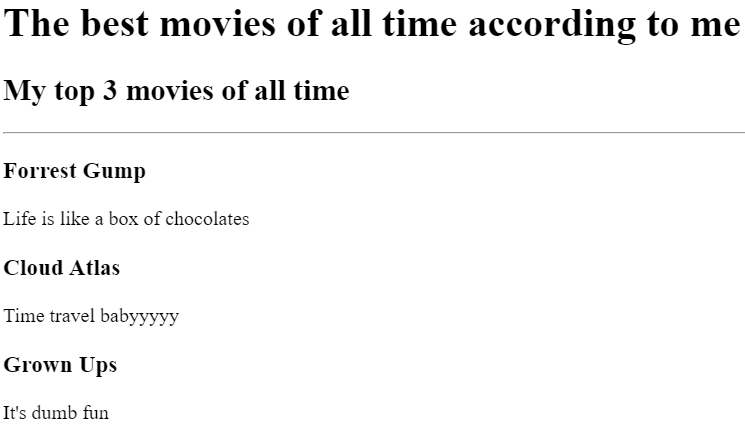 The best movies of all time according to me
My top 3 movies of all time
Forrest Gump
Life is like a box of chocolates
Cloud Atlas
Time travel babyyyyy
Grown Ups
It's dumb fun